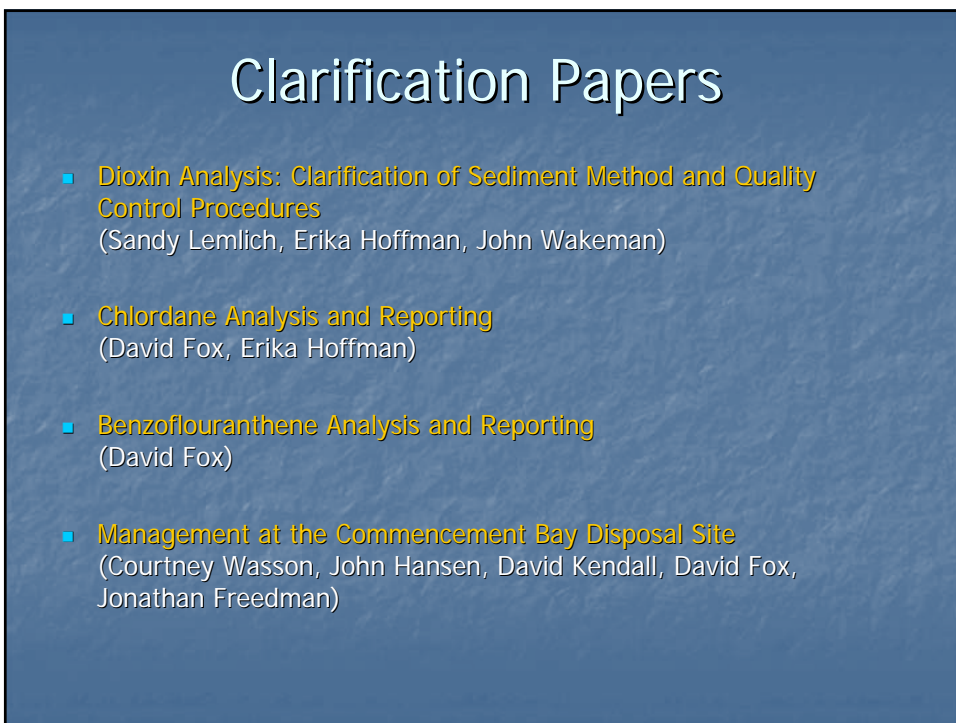 Clarification Papers
Dioxin Analysis: Clarification of Sediment Method and Quality
Control Procedures
(Sandy Lemlich, Erika Hoffman, John Wakeman)
Chlordane Analysis and Reporting
(David Fox, Erika Hoffman)
Benzoflouranthene Analysis and Reporting
(David Fox)
Management at the Commencement Bay Disposal Site
(Courtney Wasson, John Hansen, David Kendall, David Fox,
Jonathan Freedman)